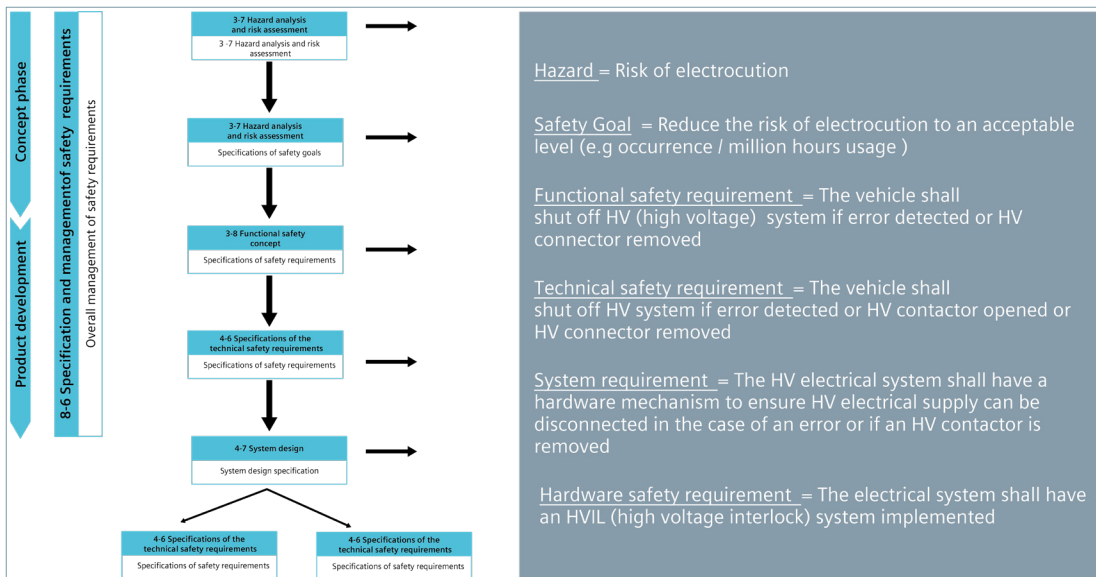 Concept phase
Product development
8-6 Specification and managementof safety requirements
Overall management of safety requirements
3-7 Hazard analysis
and risk assessment
3 -7 Hazard analysis and risk
assessment
3-7 Hazard analysis
and risk assessment
Specifications of safety goals
3-8 Functional safety
concept
Specifications of safety requirements
4-6 Specifications of the
technical safety requirements
Specifications of safety requirements
4-7 System design
System design specification
4-6 Specifications of the
technical safety requirements
Specifications of safety requirements
4-6 Specifications of the
technical safety requirements
Specifications of safety requirements
Hazard = Risk of electrocution
Safety Goal = Reduce the risk of electrocution to an acceptable
level (e.g occurrence / million hours usage )
Functional safety requirement = The vehicle shall
shut off HV (high voltage) system if error detected or HV
connector removed
Technical safety requirement = The vehicle shall
shut off HV system if error detected or HV contactor opened or
HV connector removed
System requirement = The HV electrical system shall have a
hardware mechanism to ensure HV electrical supply can be
disconnected in the case of an error or if an HV contactor is
removed
Hardware safety requirement = The electrical system shall have
an HVIL (high voltage interlock) system implemented